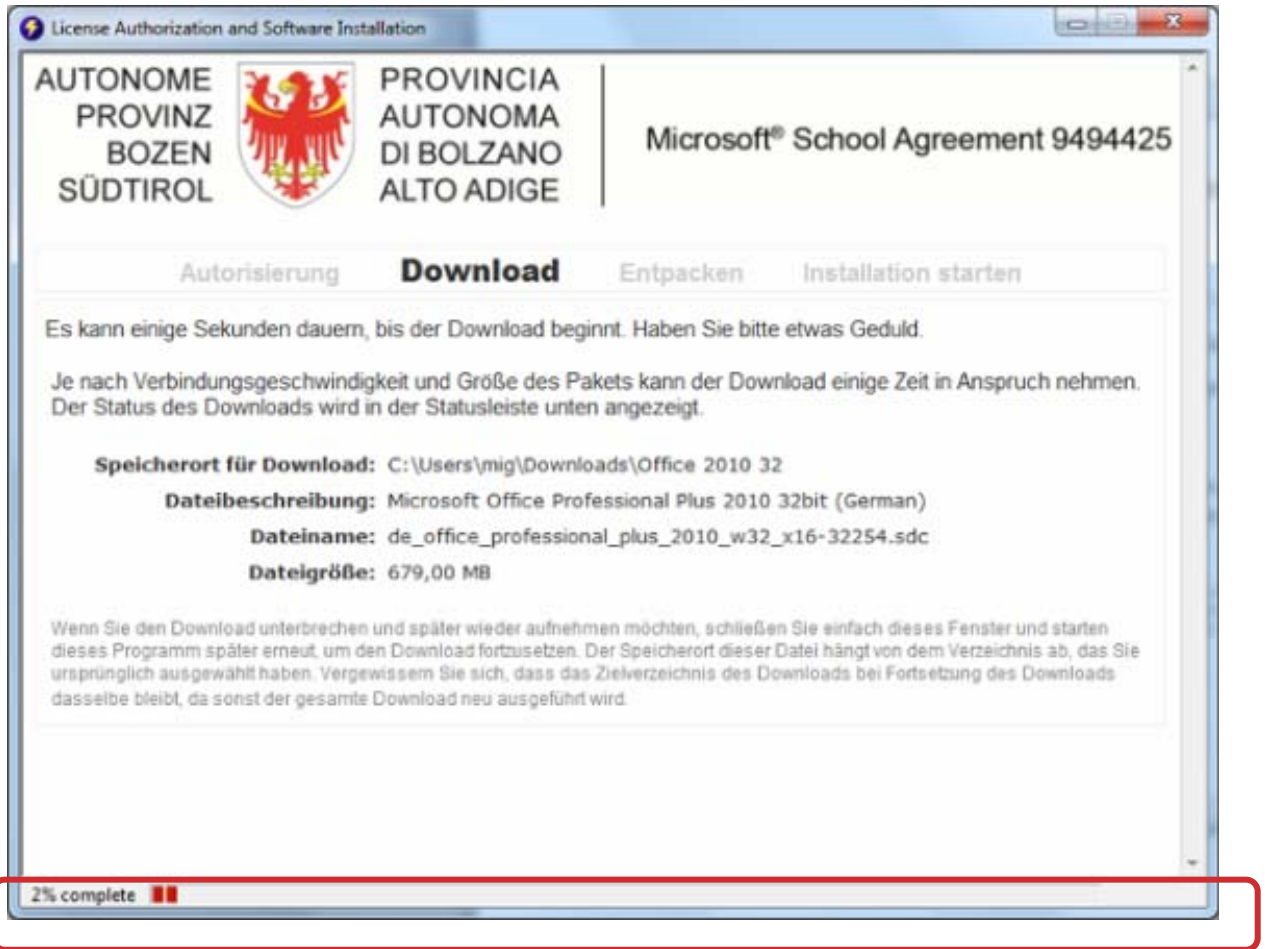 License Authorization and Software Installation
AUTONOME
PROVINZ
BOZEN
SÜDTIROL
PROVINCIA
AUTONOMA
DI BOLZANO
ALTO ADIGE
Microsoft® School Agreement 9494425
Autorisierung Download Entpacken Installation starten
Es kann einige Sekunden dauern, bis der Download beginnt. Haben Sie bitte etwas Geduld.
Je nach Verbindungsgeschwindigkeit und Größe des Pakets kann der Download einige Zeit in Anspruch nehmen.
Der Status des Downloads wird in der Statusleiste unten angezeigt.
Speicherort für Download: C:\Users\mig\Downloads\Office 2010 32
Dateibeschreibung: Microsoft Office Professional Plus 2010 32bit (German)
Dateiname: de_office_professional_plus_2010_w32_x16-32254.sdc
Dateigröße: 679,00 MB
Wenn Sie den Download unterbrechen und später wieder aufnehmen möchten, schließen Sie einfach dieses Fenster und starten
dieses Programm später erneut, um den Download fortzusetzen. Der Speicherort dieser Datei hängt von dem Verzeichnis ab, das Sie
ursprünglich ausgewählt haben. Vergewissern Sie sich, dass das Zielverzeichnis des Downloads bei Fortsetzung des Downloads
dasselbe bleibt, da sonst der gesamte Download neu ausgeführt wird.
2% complete